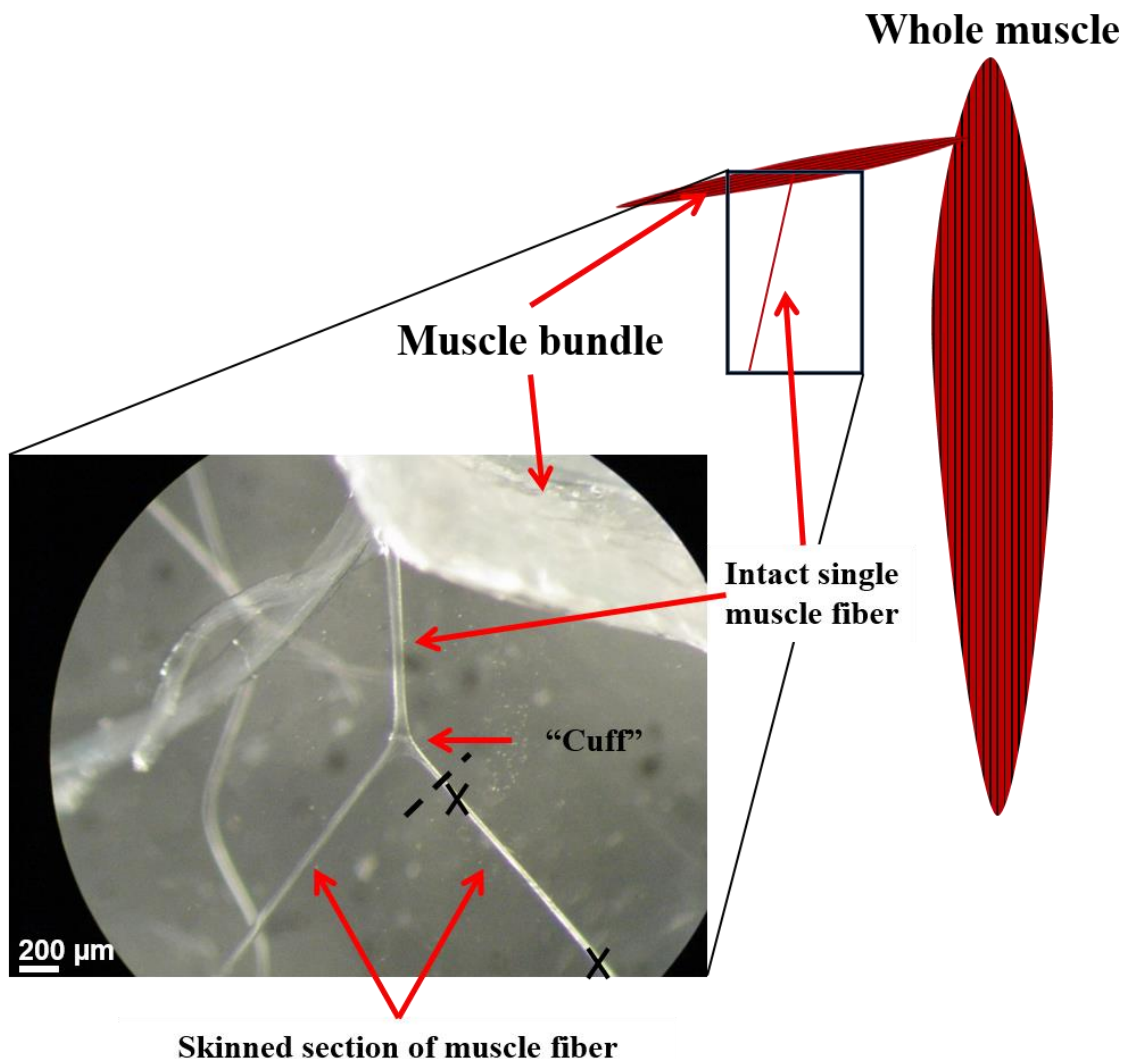 Whole muscle
Muscle bundle
Intact single
muscle fiber
“Cuff”
200 µm
Skinned section of muscle fiber